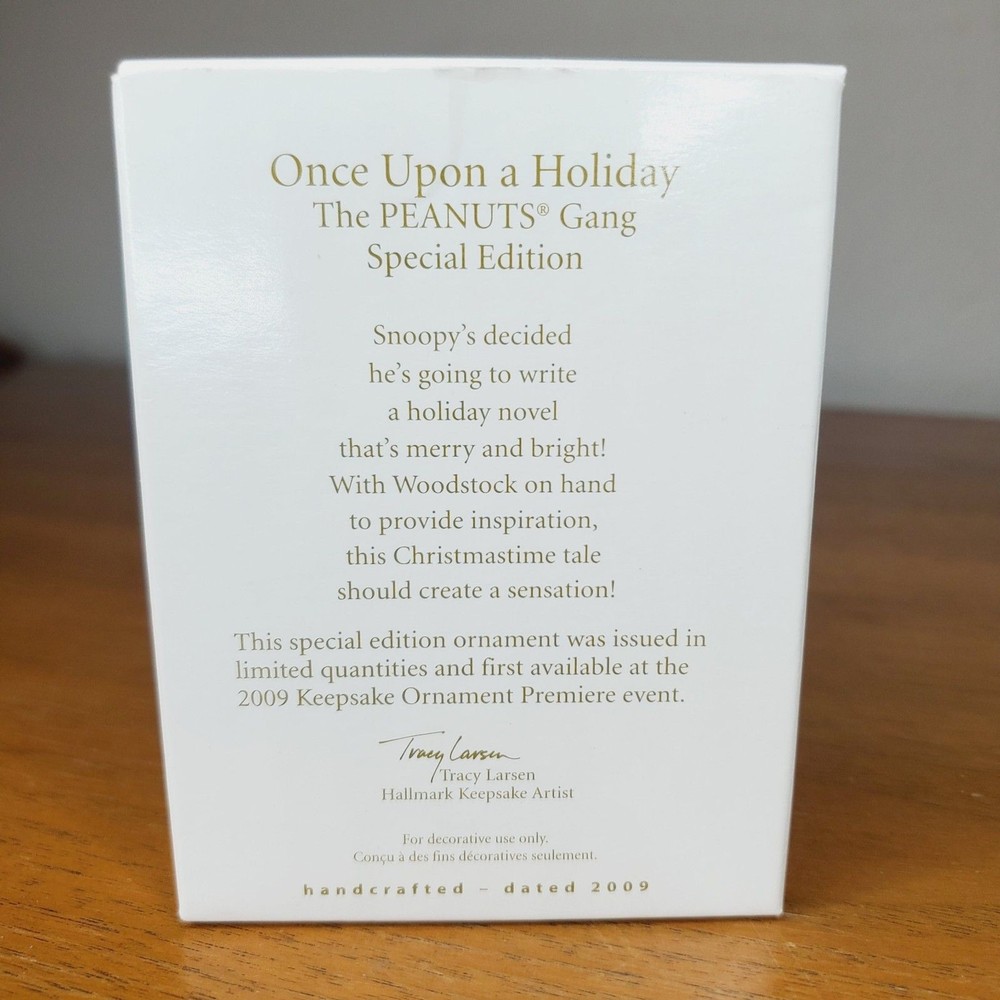 Once Upon a Holiday
The PEANUTS® Gang
Special Edition
Snoopy's decided
he's going to write
a holiday novel
that's merry and bright!
With Woodstock on hand
to provide inspiration,
this Christmastime tale
should create a sensation!
This special edition ornament was issued in
limited quantities and first available at the
2009 Keepsake Ornament Premiere event.
Tracy Larsen
Tracy Larsen
Hallmark Keepsake Artist
For decorative use only.
Conçu à des fins décoratives seulement.
handcrafted – dated 2009